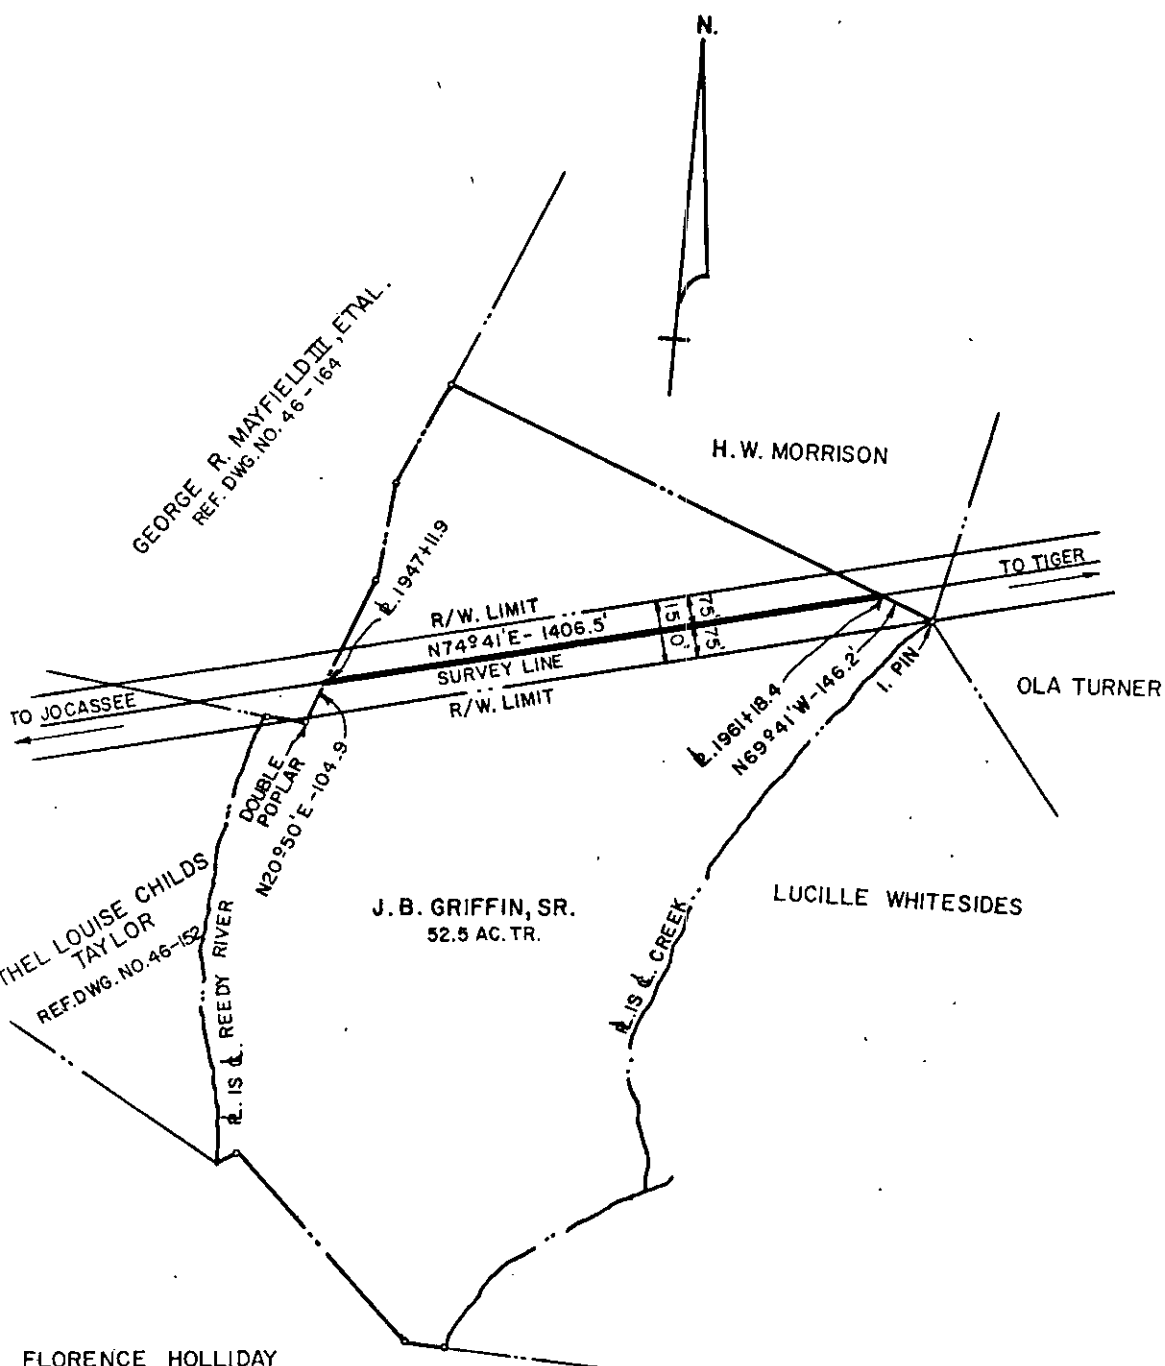 N.
GEORGE R. MAYFIELD III, ET AL.
REF. DWG. NO. 46-164
H.W. MORRISON
℄.1947+11.9
TO TIGER
R/W. LIMIT
N74°41'E-1406.5'
SURVEY LINE
R/W. LIMIT
150'
75'
75'
TO JOCASSEE
I. PIN
OLA TURNER
℄.1961+18.4
N69°41'W-146.2'
DOUBLE
POPLAR
N20°50'E-104.9
THEL LOUISE CHILDS
TAYLOR
REF.DWG.NO.46-152
J.B. GRIFFIN, SR.
52.5 AC. TR.
LUCILLE WHITESIDES
℄. REEDY RIVER
IS
℄. CREEK
IS
FLORENCE HOLLIDAY